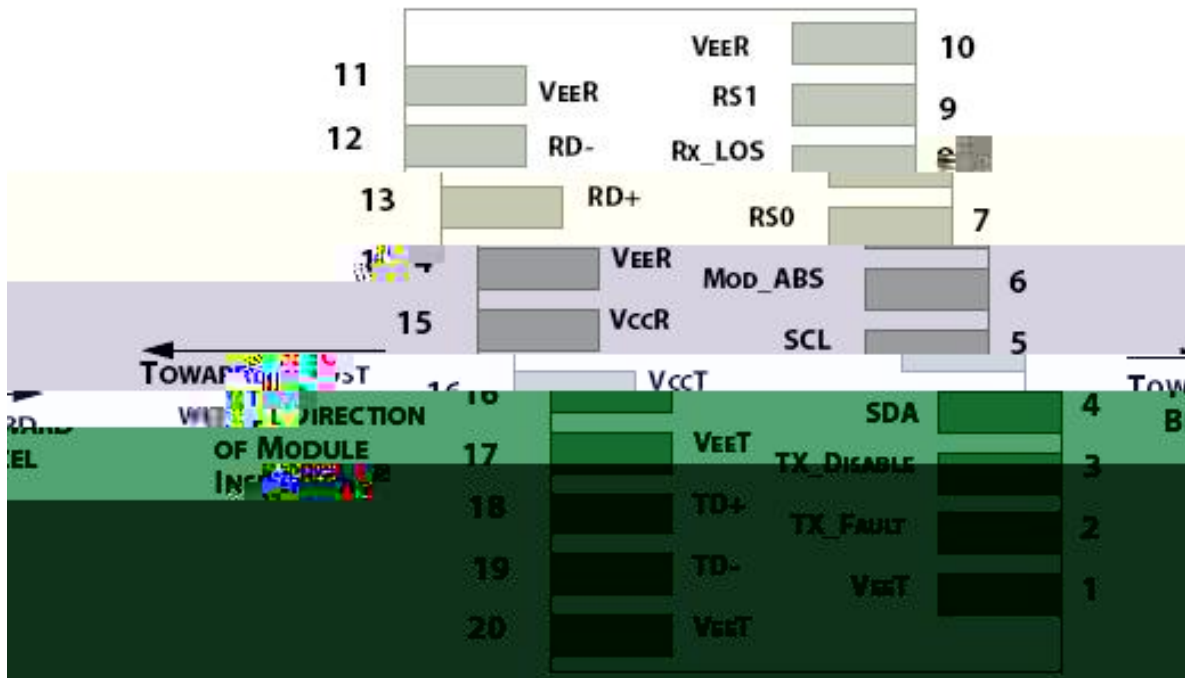 VEER 10
11 VEER RS1 9
12 RD- RX_LOS
13 RD+ RS0 7
VEER MOD_ABS 6
15 VCCR SCL 5
16 VCCT
SDA 4
DIRECTION
OF MODULE
17 VEET TX_DISABLE 3
18 TD+ TX_FAULT 2
19 TD- VEET 1
20 VEET